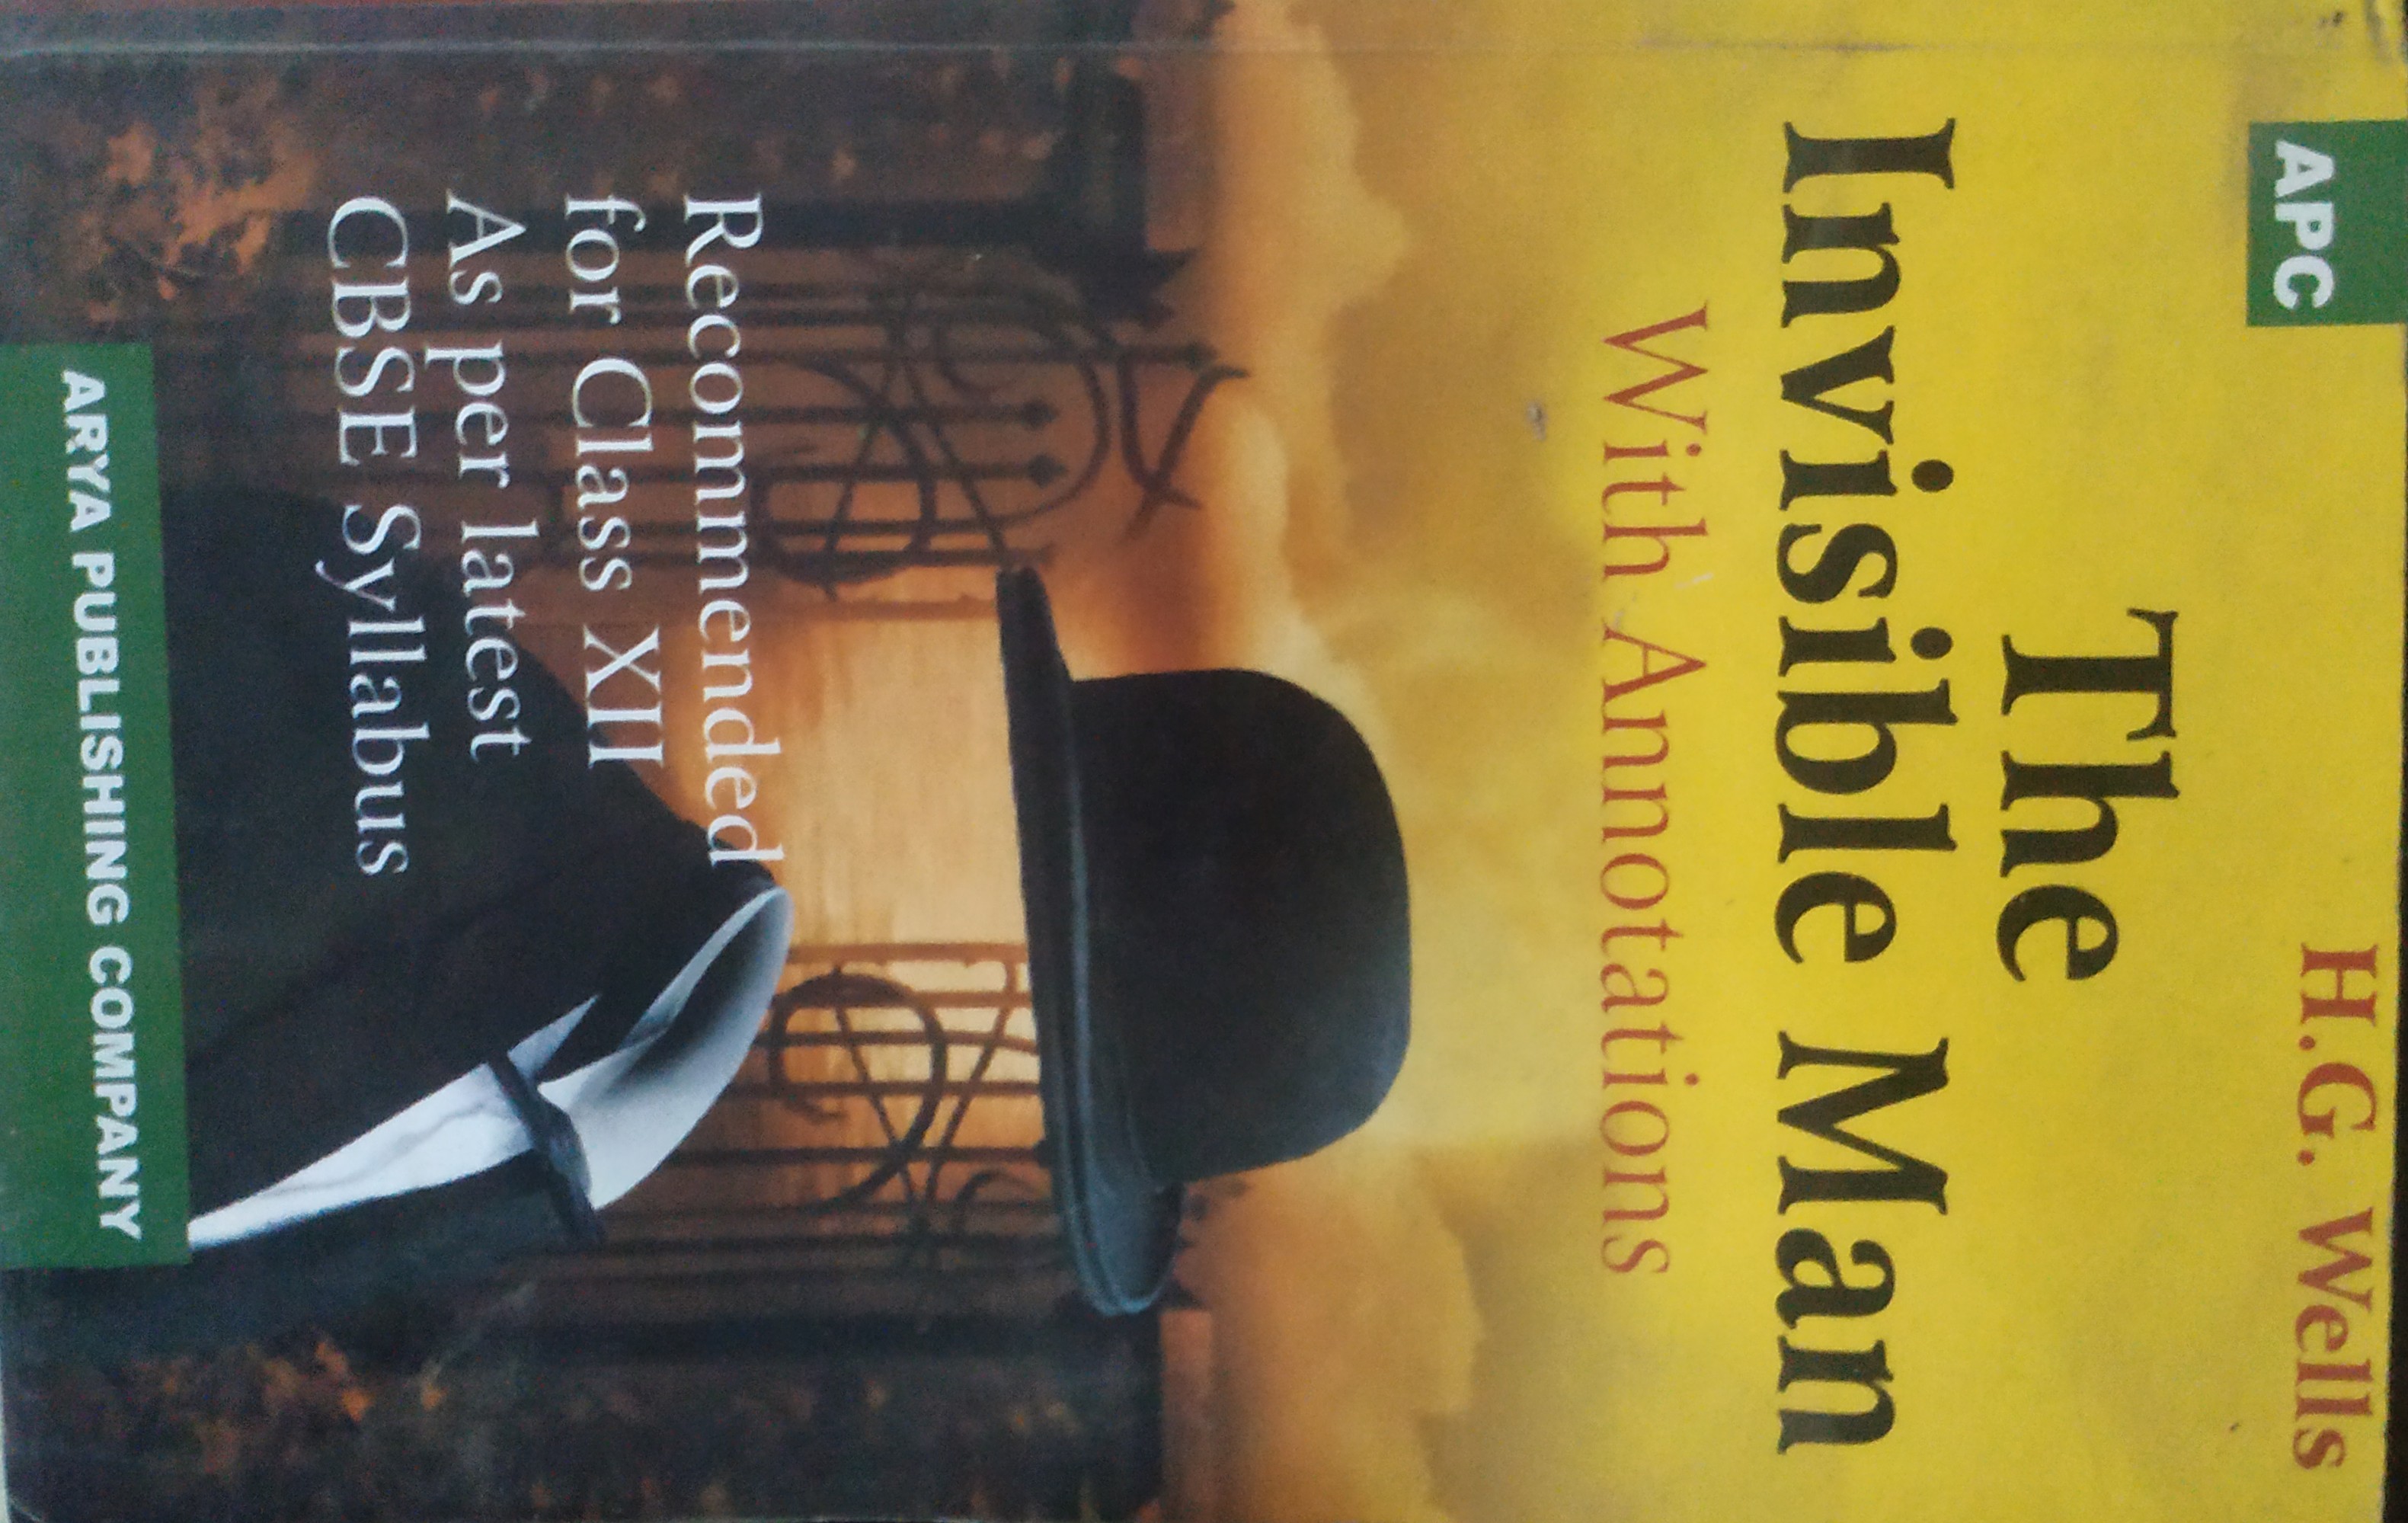 APC
H.G. Wells
The
Invisible Man
With Annotations
Recommended
for Class XII
As per latest
CBSE Syllabus
ARYA PUBLISHING COMPANY